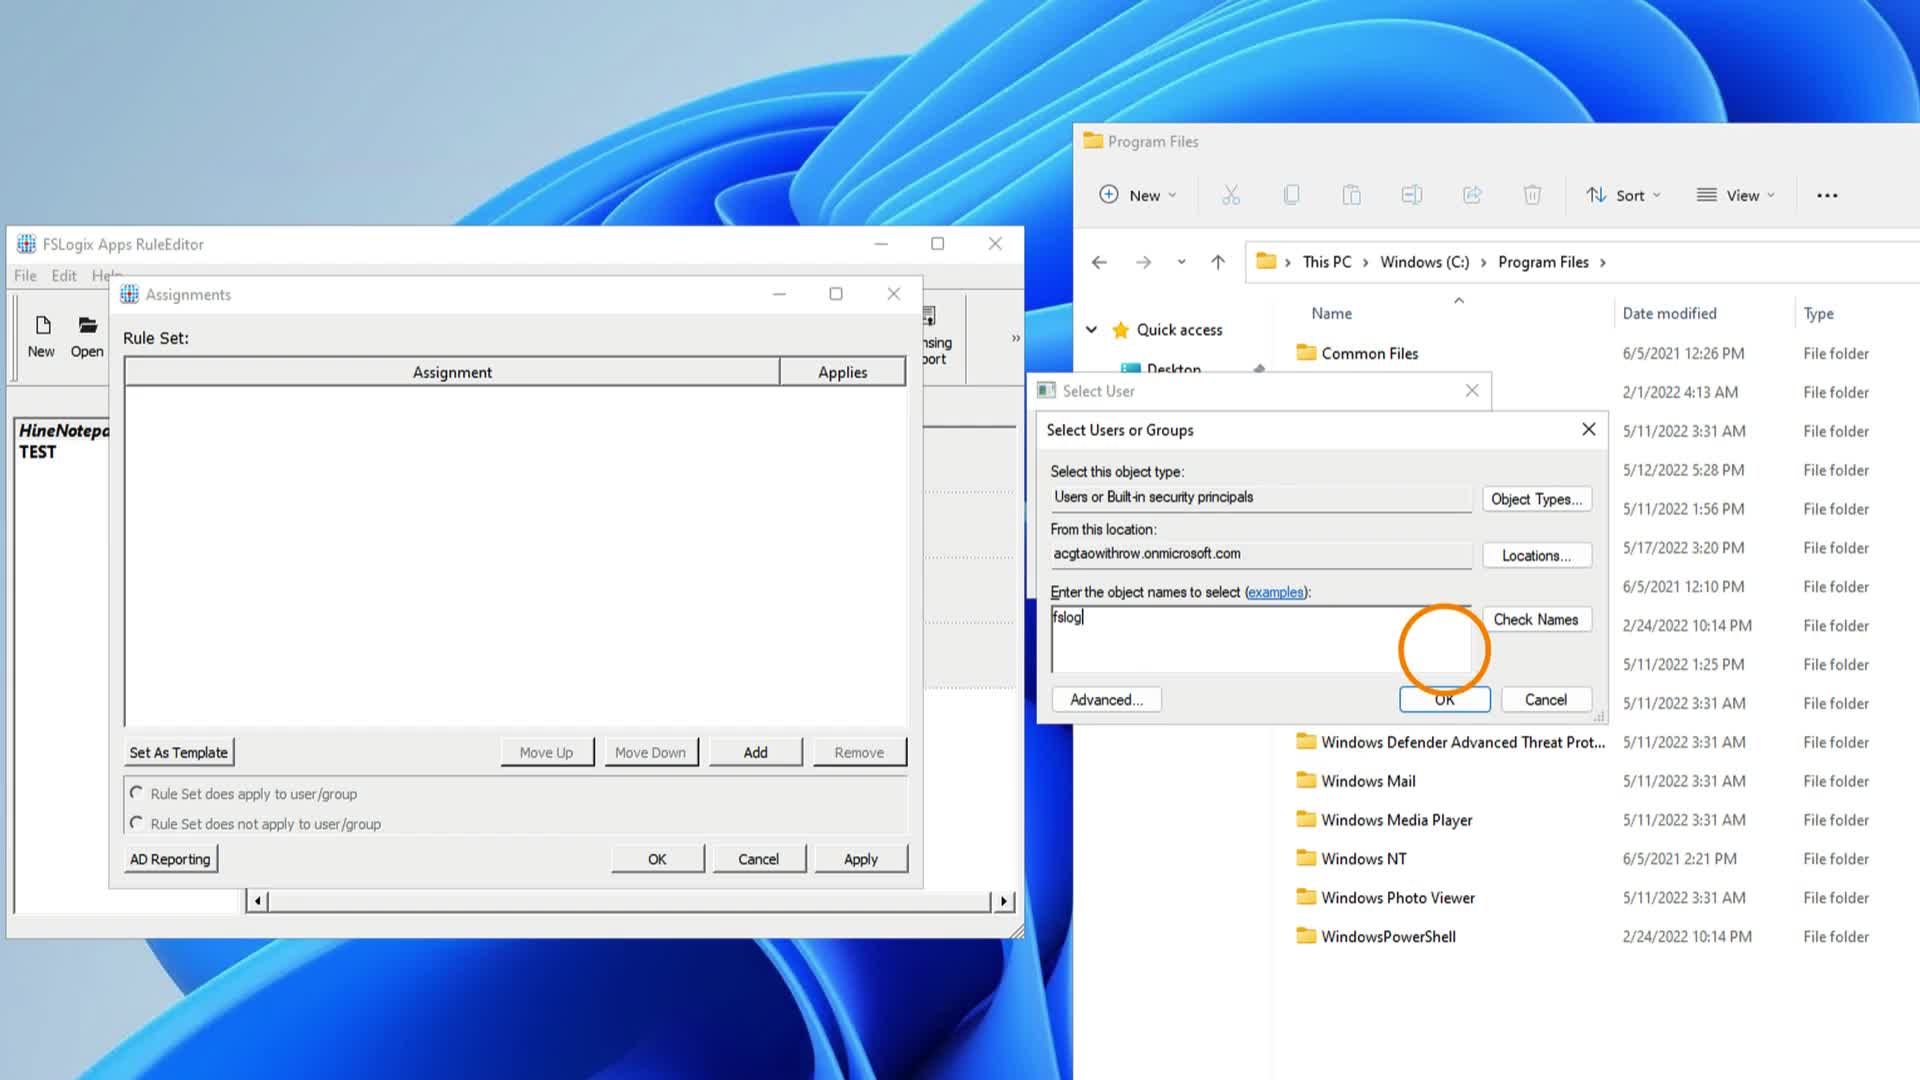 Program Files
New
Sort
View
This PC
Windows (C:)
Program Files
Name
Date modified
Type
Quick access
Desktop
Common Files
6/5/2021 12:26 PM
File folder
2/1/2022 4:13 AM
File folder
5/11/2022 3:31 AM
File folder
5/12/2022 5:28 PM
File folder
5/11/2022 1:56 PM
File folder
5/17/2022 3:20 PM
File folder
6/5/2021 12:10 PM
File folder
2/24/2022 10:14 PM
File folder
5/11/2022 1:25 PM
File folder
5/11/2022 3:31 AM
File folder
Windows Defender Advanced Threat Prot...
5/11/2022 3:31 AM
File folder
Windows Mail
5/11/2022 3:31 AM
File folder
Windows Media Player
5/11/2022 3:31 AM
File folder
Windows NT
6/5/2021 2:21 PM
File folder
Windows Photo Viewer
5/11/2022 3:31 AM
File folder
WindowsPowerShell
2/24/2022 10:14 PM
File folder
FSLogix Apps RuleEditor
File
Edit
Help
New
Open
HineNotepa
TEST
Assignments
Rule Set:
Assignment
Applies
Set As Template
Move Up
Move Down
Add
Remove
Rule Set does apply to user/group
Rule Set does not apply to user/group
AD Reporting
OK
Cancel
Apply
Select User
Select Users or Groups
Select this object type:
Users or Built-in security principals
Object Types...
From this location:
acgtaowithrow.onmicrosoft.com
Locations...
Enter the object names to select (examples):
fslog
Check Names
Advanced...
OK
Cancel